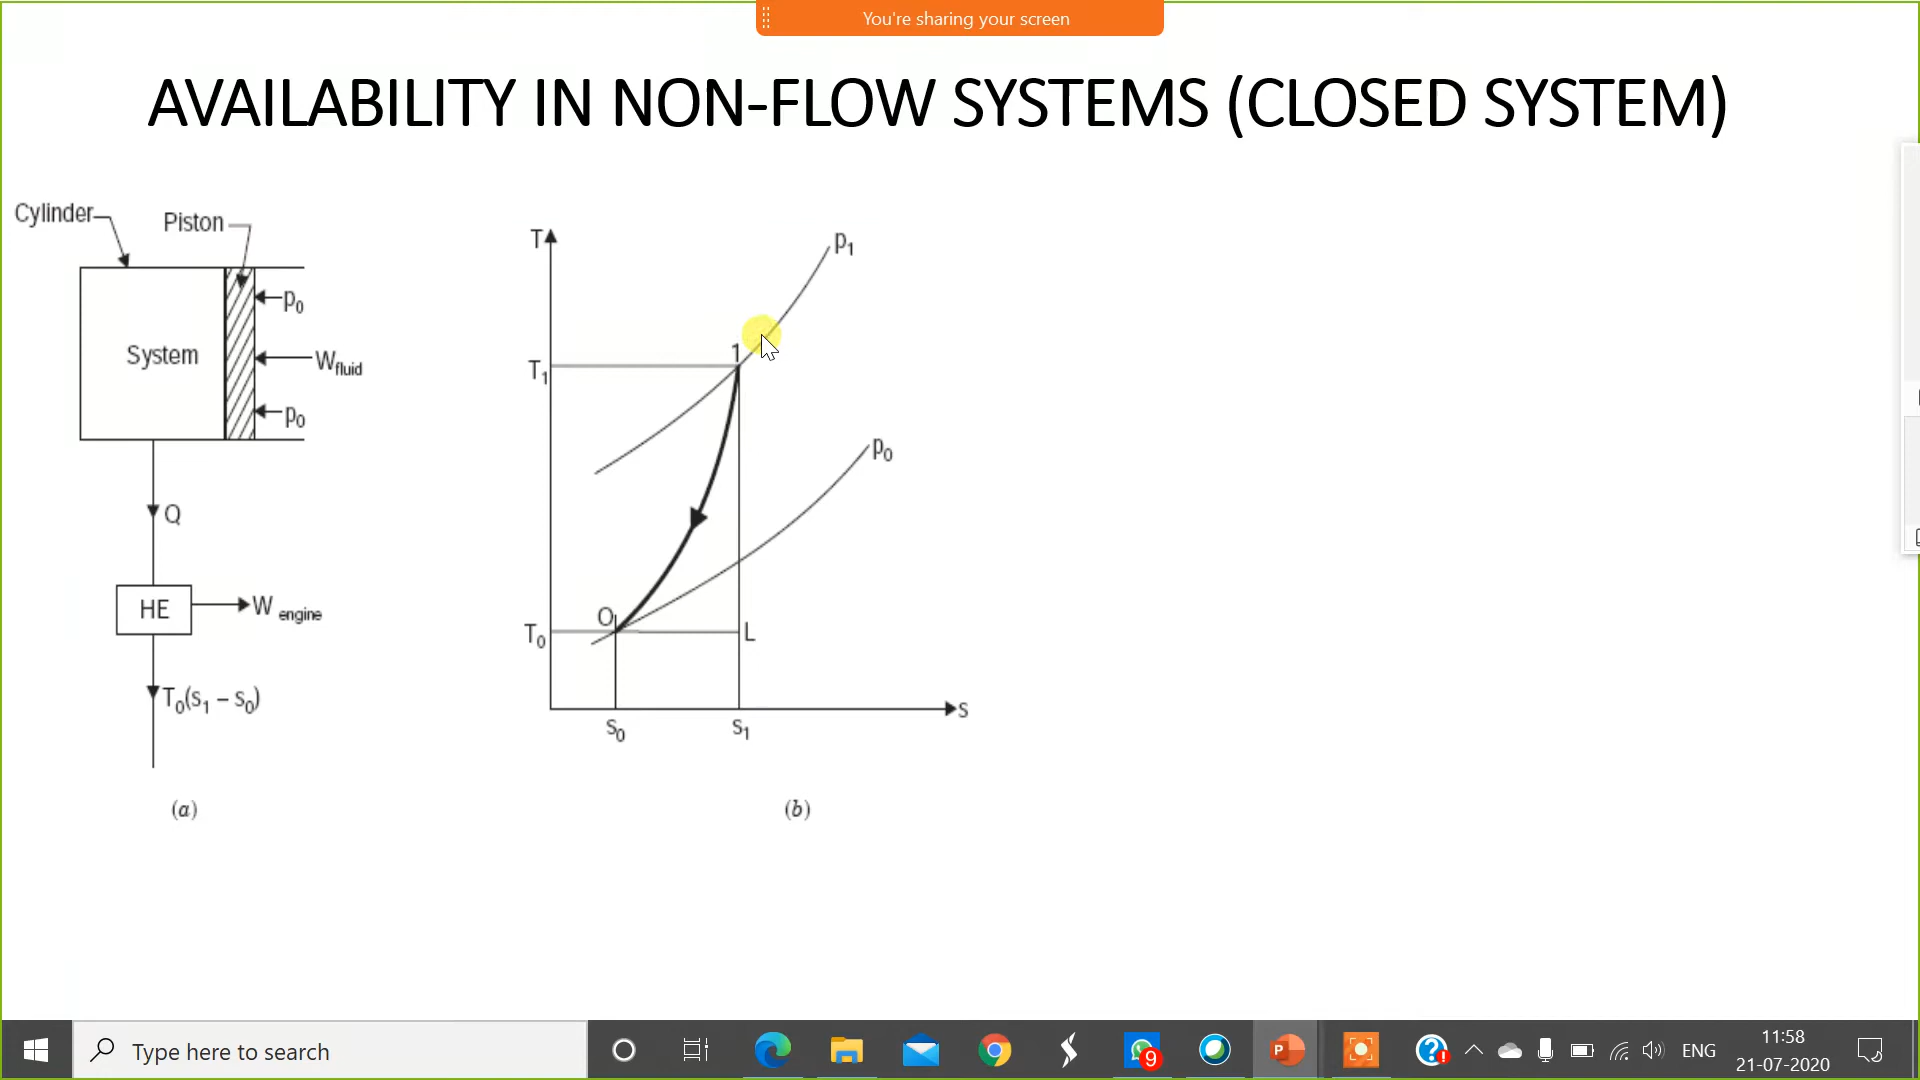 You're sharing your screen
AVAILABILITY IN NON-FLOW SYSTEMS (CLOSED SYSTEM)
Cylinder
Piston
p0
System
Wfluid
p0
Q
HE
W engine
T0(s1 – s0)
(a)
T
p1
1
T1
p0
O
T0
L
s
s0
s1
(b)
Type here to search
9
P
ENG
11:58
21-07-2020